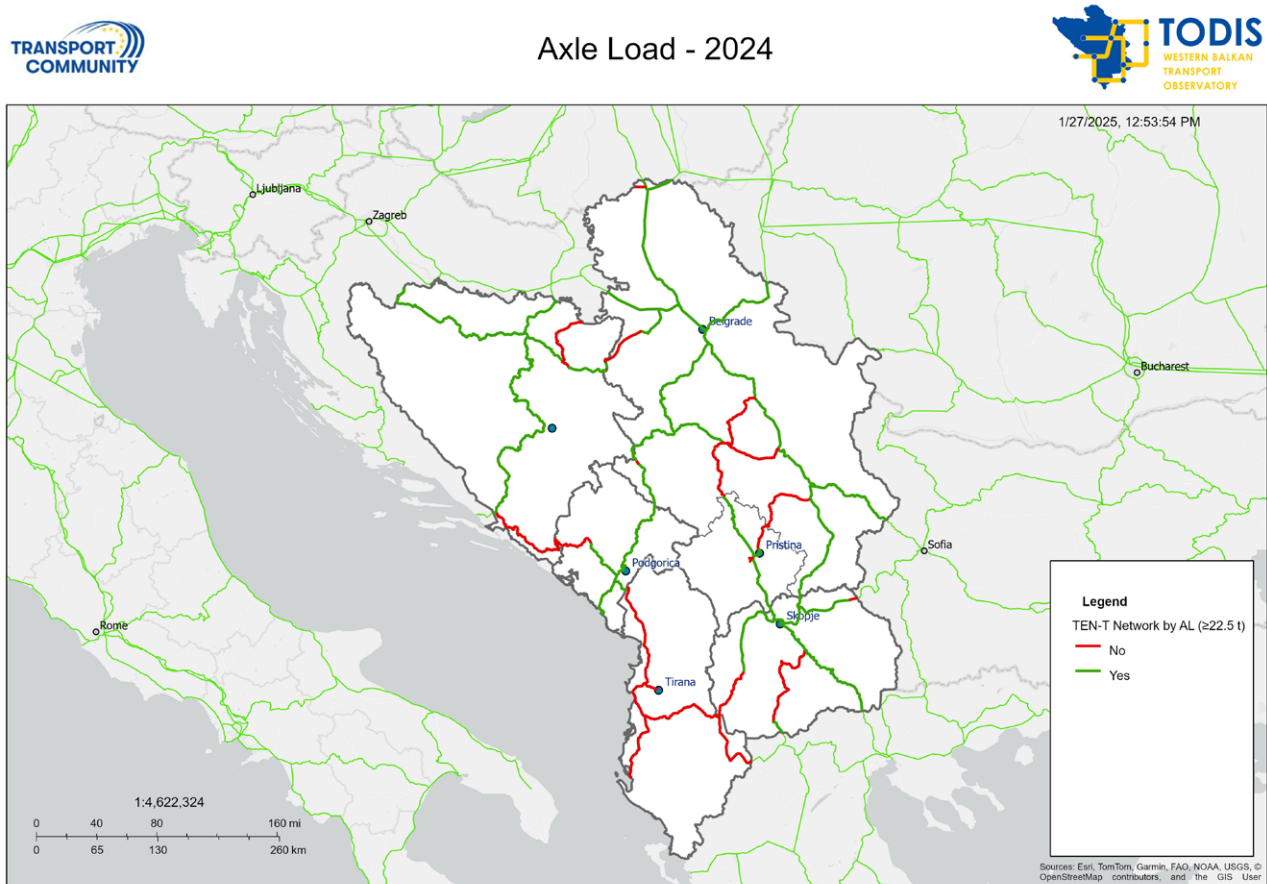 TRANSPORT
COMMUNITY
Axle Load - 2024
TODIS
WESTERN BALKAN
TRANSPORT
OBSERVATORY
1/27/2025, 12:53:54 PM
Ljubljana
Zagreb
Belgrade
Bucharest
Sofia
Pristina
Podgorica
Skopje
Rome
Tirana
Legend
TEN-T Network by AL (≥22.5 t)
No
Yes
1:4,622,324
0 40 80 160 mi
0 65 130 260 km
Sources: Esri, TomTom, Garmin, FAO, NOAA, USGS, ©
OpenStreetMap contributors, and the GIS User